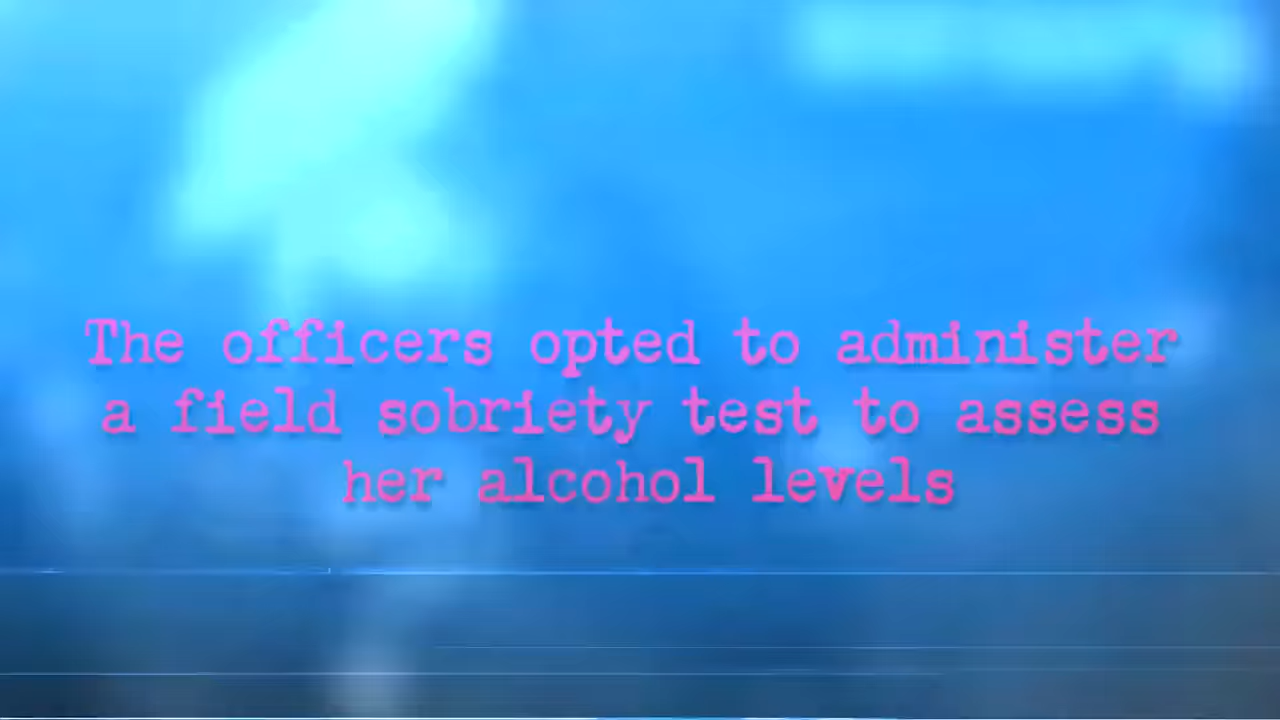 The officers opted to administer
a field sobriety test to assess
her alcohol levels